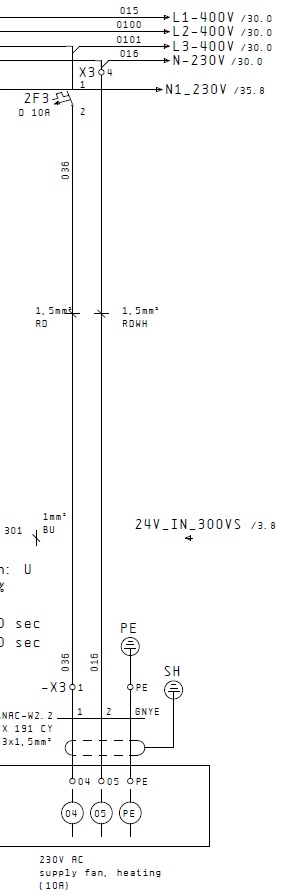 015
L1-400V /30.0
0100
L2-400V /30.0
0101
L3-400V /30.0
016
N-230V /30.0
X3 4
1
N1_230V /35.8
2F3
D 10A
2
036
1,5mm² 1,5mm²
RD RDWH
1mm²
301 BU
24V_IN_300VS /3.8
n: U
%
0 sec
0 sec
PE
036 016
SH
-X3 1 PE
NAC-W2.2 1 2 GNYE
X 191 CY
3x1,5mm²
04 05 PE
04 05 PE
230V AC
supply fan, heating
(10A)